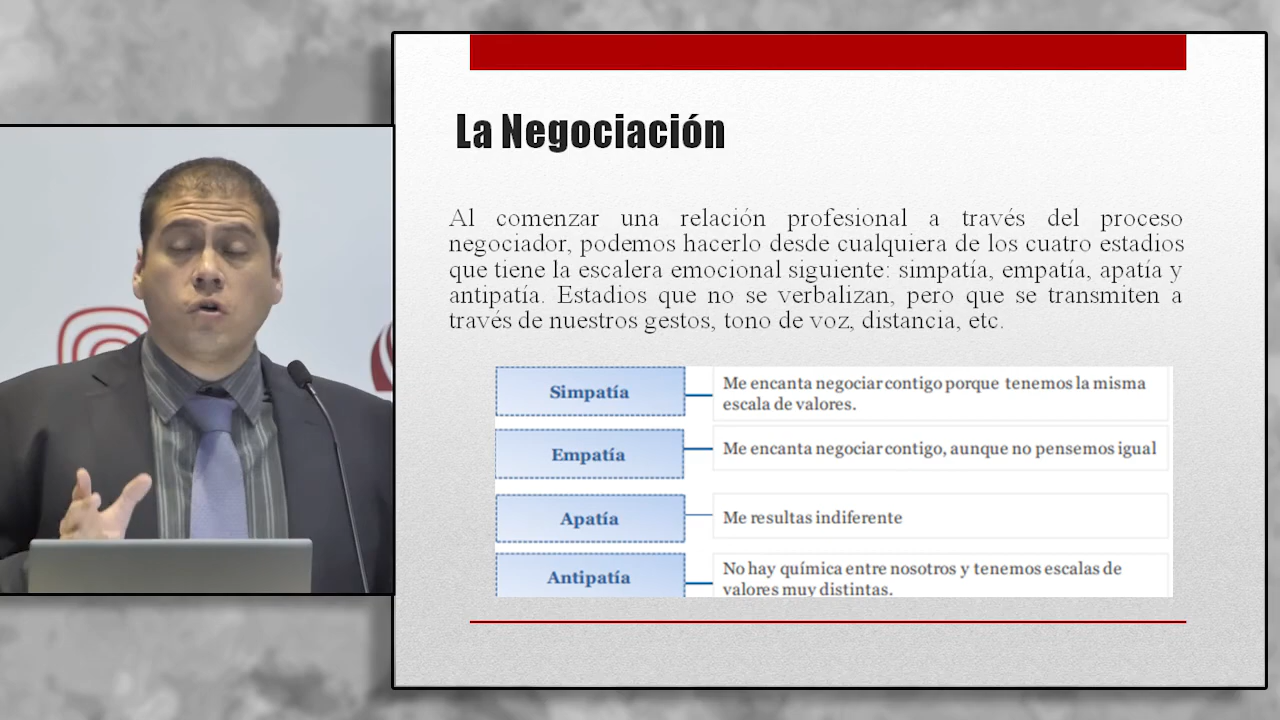 La Negociación
Al comenzar una relación profesional a través del proceso
negociador, podemos hacerlo desde cualquiera de los cuatro estadios
que tiene la escalera emocional siguiente: simpatía, empatía, apatía y
antipatía. Estadios que no se verbalizan, pero que se transmiten a
través de nuestros gestos, tono de voz, distancia, etc.
Simpatía
Me encanta negociar contigo porque tenemos la misma
escala de valores.
Empatía
Me encanta negociar contigo, aunque no pensemos igual
Apatía
Me resultas indiferente
Antipatía
No hay química entre nosotros y tenemos escalas de
valores muy distintas.